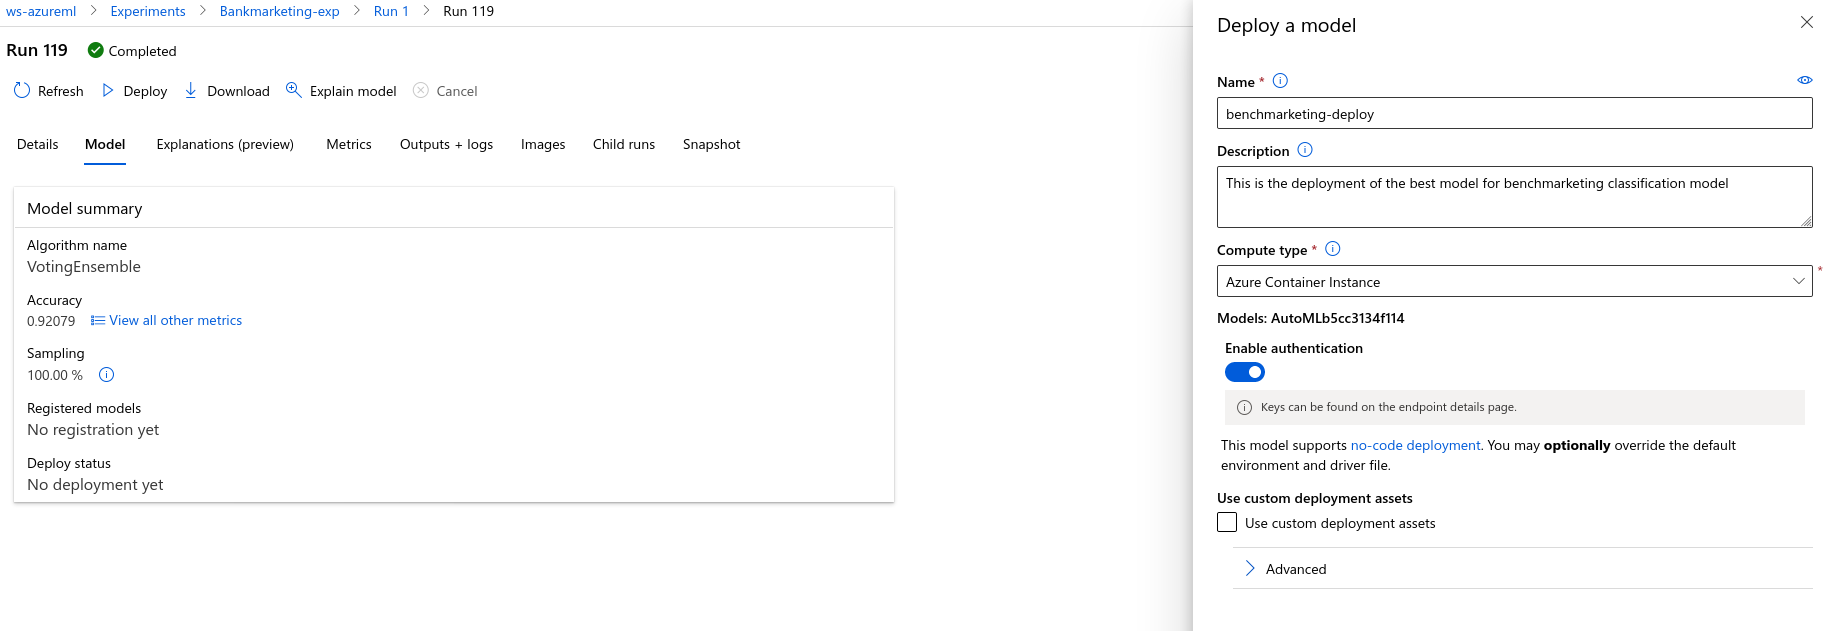 ws-azureml > Experiments > Bankmarketing-exp > Run 1 > Run 119
Run 119 Completed
Refresh Deploy Download Explain model Cancel
Details Model Explanations (preview) Metrics Outputs + logs Images Child runs Snapshot
Model summary
Algorithm name
VotingEnsemble
Accuracy
0.92079 View all other metrics
Sampling
100.00 %
Registered models
No registration yet
Deploy status
No deployment yet
Deploy a model
Name *
benchmarketing-deploy
Description
This is the deployment of the best model for benchmarketing classification model
Compute type *
Azure Container Instance *
Models: AutoMLb5cc3134f114
Enable authentication
Keys can be found on the endpoint details page.
This model supports no-code deployment. You may optionally override the default
environment and driver file.
Use custom deployment assets
Use custom deployment assets
Advanced